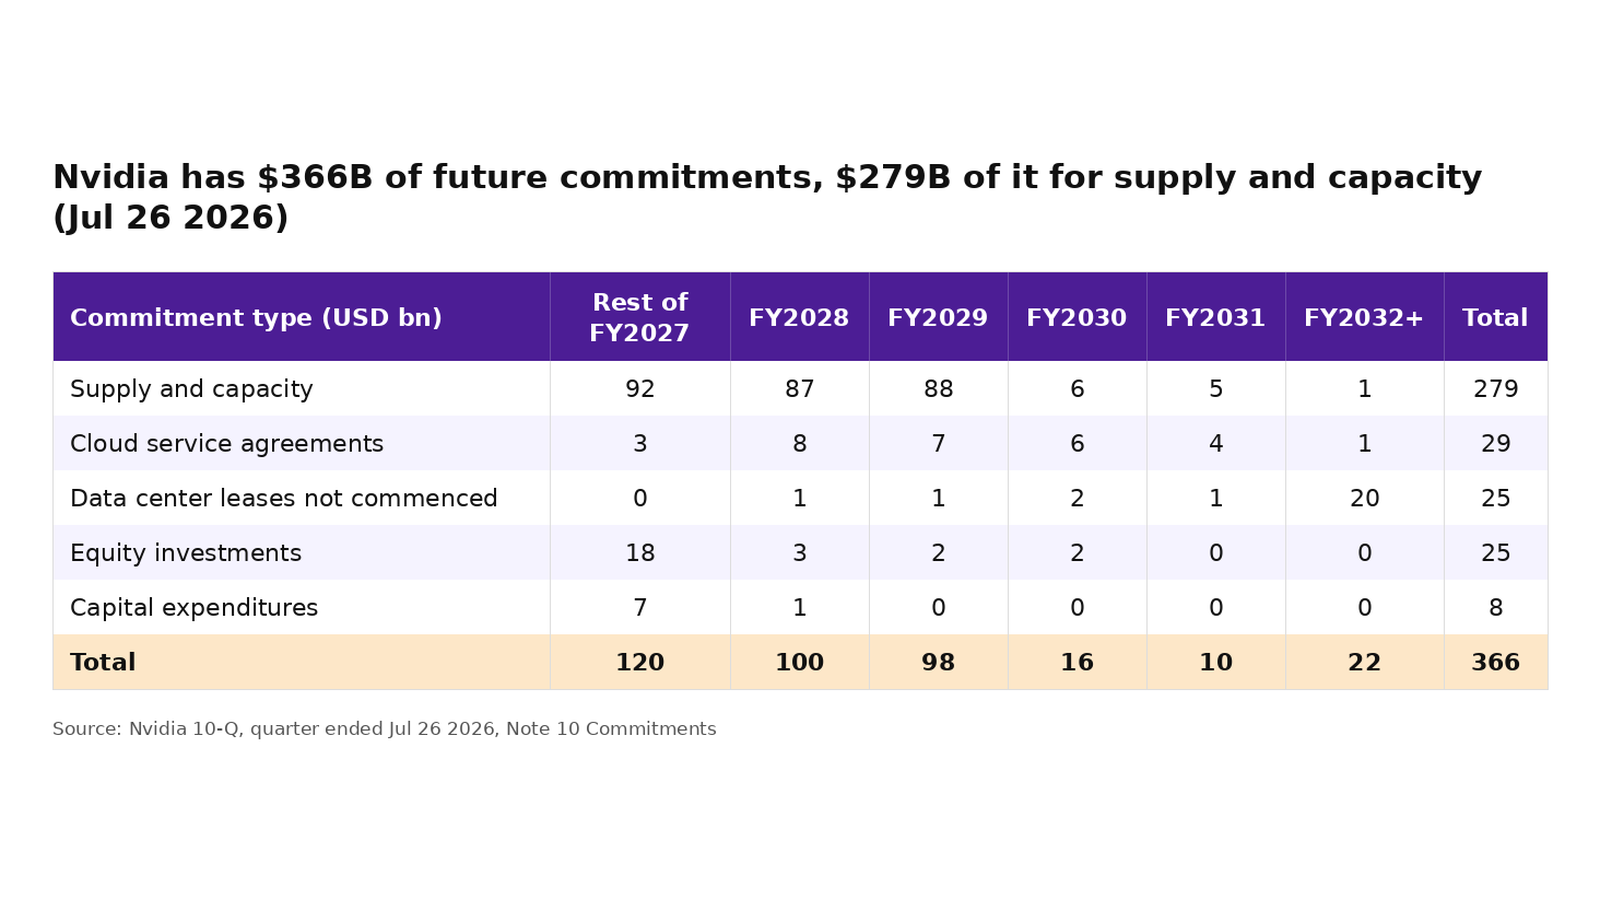 Nvidia has $366B of future commitments, $279B of it for supply and capacity
(Jul 26 2026)
Commitment type (USD bn) Rest of FY2027 FY2028 FY2029 FY2030 FY2031 FY2032+ Total
Supply and capacity 92 87 88 6 5 1 279
Cloud service agreements 3 8 7 6 4 1 29
Data center leases not commenced 0 1 1 2 1 20 25
Equity investments 18 3 2 2 0 0 25
Capital expenditures 7 1 0 0 0 0 8
Total 120 100 98 16 10 22 366
Source: Nvidia 10-Q, quarter ended Jul 26 2026, Note 10 Commitments